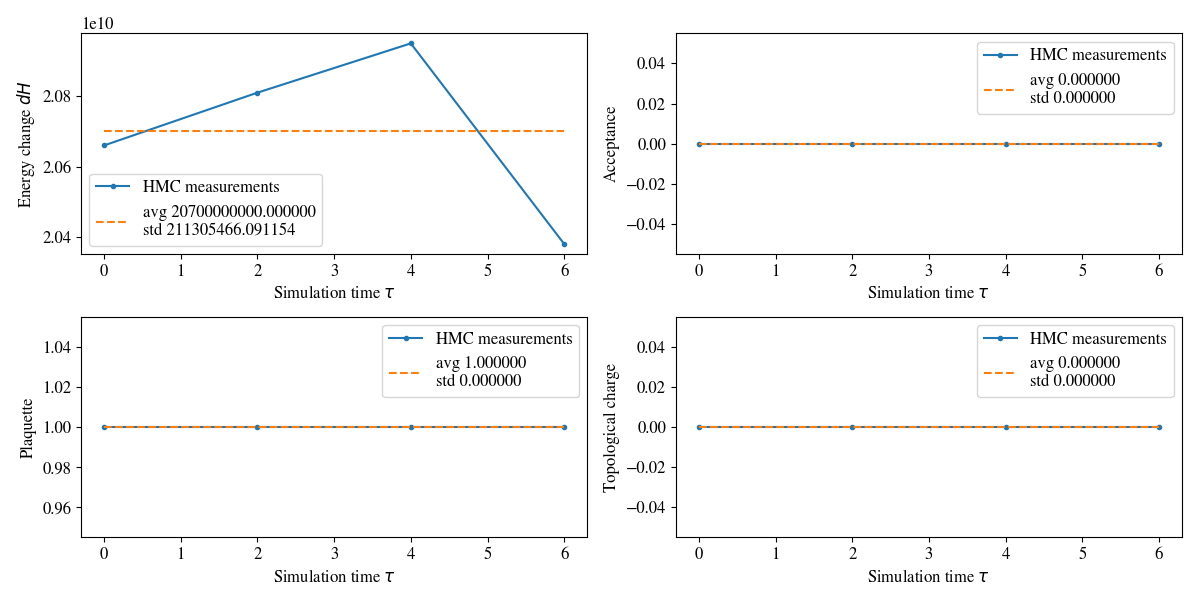 1e10
Energy change dH
2.08
2.06
2.04
HMC measurements
avg 20700000000.000000
std 211305466.091154
0 1 2 3 4 5 6
Simulation time τ
Acceptance
0.04
0.02
0.00
−0.02
−0.04
HMC measurements
avg 0.000000
std 0.000000
0 1 2 3 4 5 6
Simulation time τ
Plaquette
1.04
1.02
1.00
0.98
0.96
HMC measurements
avg 1.000000
std 0.000000
0 1 2 3 4 5 6
Simulation time τ
Topological charge
0.04
0.02
0.00
−0.02
−0.04
HMC measurements
avg 0.000000
std 0.000000
0 1 2 3 4 5 6
Simulation time τ